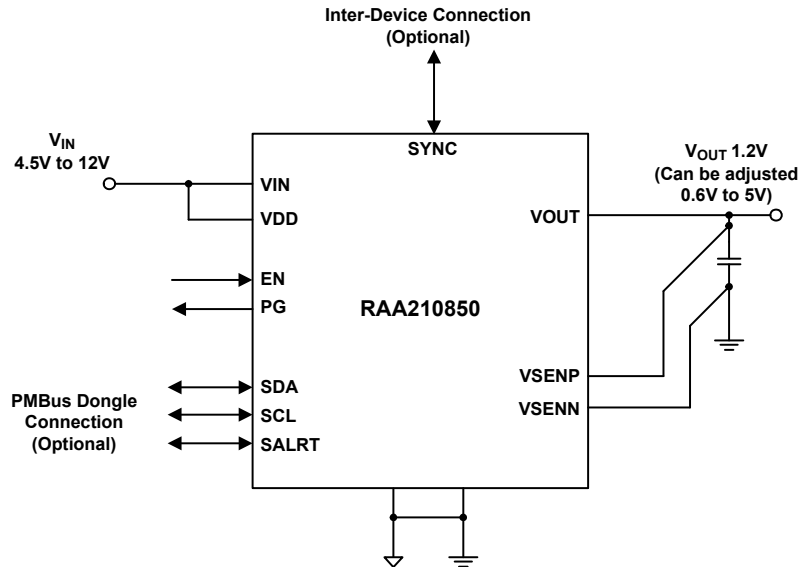 Inter-Device Connection
(Optional)
SYNC
VIN
4.5V to 12V
VIN
VDD
VOUT 1.2V
(Can be adjusted
0.6V to 5V)
VOUT
EN
PG
RAA210850
VSENP
VSENN
PMBus Dongle
Connection
(Optional)
SDA
SCL
SALRT